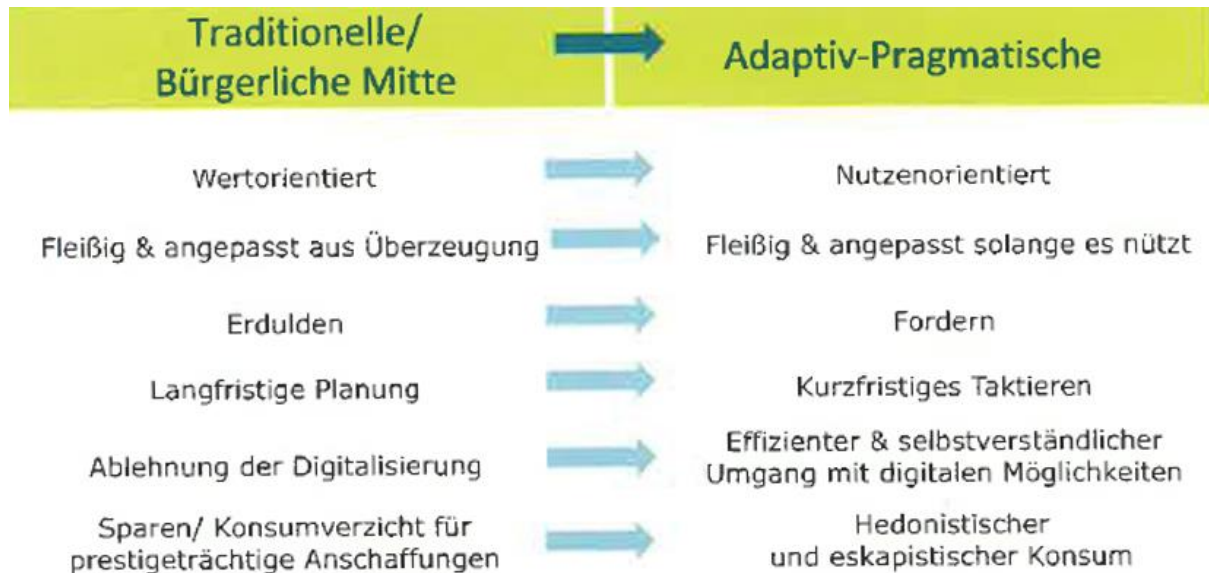 Traditionelle/
Bürgerliche Mitte
Adaptiv-Pragmatische
Wertorientiert
Nutzenorientiert
Fleißig & angepasst aus Überzeugung
Fleißig & angepasst solange es nützt
Erdulden
Fordern
Langfristige Planung
Kurzfristiges Taktieren
Ablehnung der Digitalisierung
Effizienter & selbstverständlicher
Umgang mit digitalen Möglichkeiten
Sparen/ Konsumverzicht für
prestigeträchtige Anschaffungen
Hedonistischer
und eskapistischer Konsum